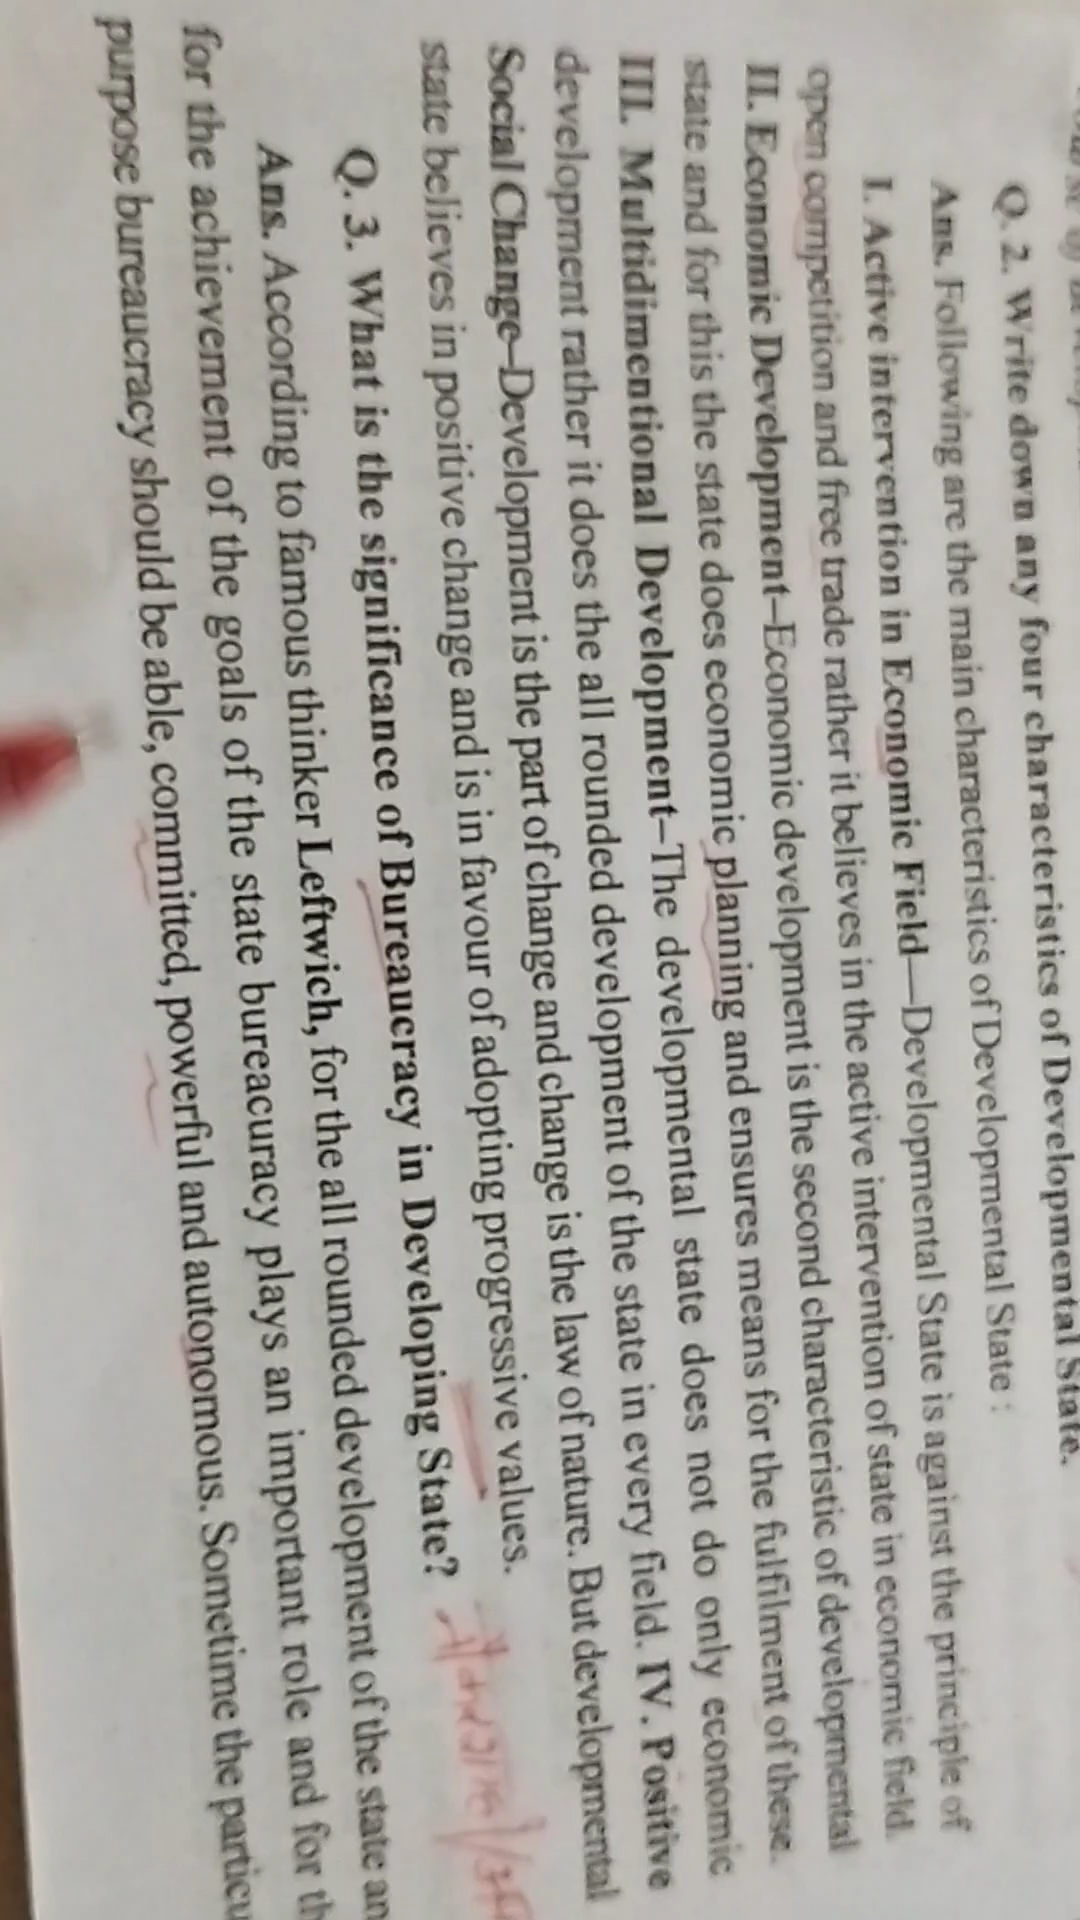 Q. 2. Write down any four characteristics of Developmental State.
Ans. Following are the main characteristics of Developmental State :
I. Active intervention in Economic Field—Developmental State is against the principle of
open competition and free trade rather it believes in the active intervention of state in economic field.
II. Economic Development–Economic development is the second characteristic of developmental
state and for this the state does economic planning and ensures means for the fulfilment of these.
III. Multidimentional Development–The developmental state does not do only economic
development rather it does the all rounded development of the state in every field. IV. Positive
Social Change–Development is the part of change and change is the law of nature. But developmental
state believes in positive change and is in favour of adopting progressive values.
Q. 3. What is the significance of Bureaucracy in Developing State?
Ans. According to famous thinker Leftwich, for the all rounded development of the state an
for the achievement of the goals of the state bureacuracy plays an important role and for th
purpose bureaucracy should be able, committed, powerful and autonomous. Sometime the particu